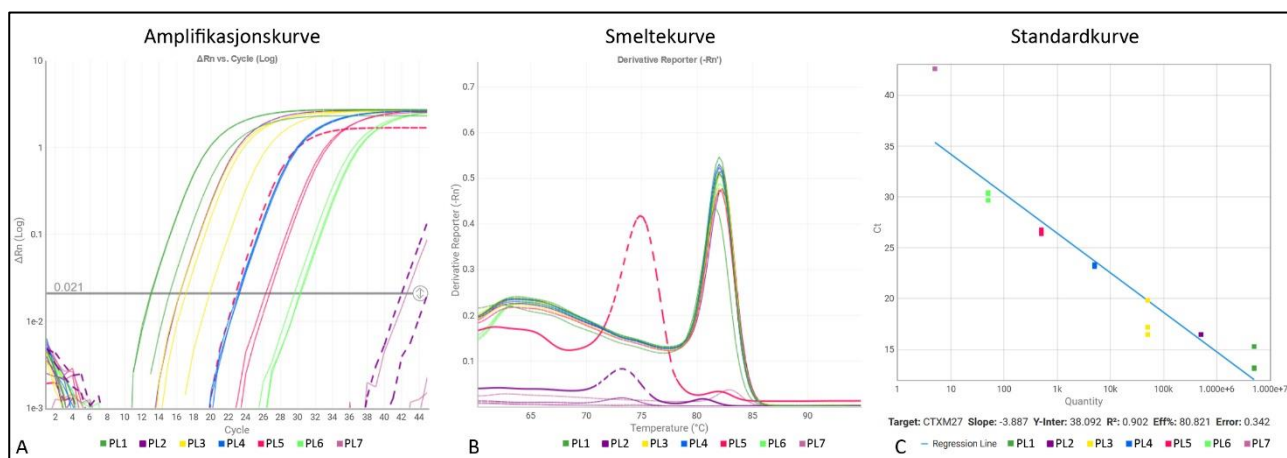 Amplifikasjonskurve
ΔRn vs. Cycle (Log)
10
1
0.1
0.021
1e-2
1e-3
ΔRn (Log)
2 4 6 8 10 12 14 16 18 20 22 24 26 28 30 32 34 36 38 40 42 44
Cycle
A
PL1 PL2 PL3 PL4 PL5 PL6 PL7
Smeltekurve
Derivative Reporter (-Rn')
0.7
0.6
0.5
0.4
0.3
0.2
0.1
Derivative Reporter (-Rn')
65 70 75 80 85 90
Temperature (°C)
B
PL1 PL2 PL3 PL4 PL5 PL6 PL7
Standardkurve
40
35
30
25
20
15
Ct
1 10 100 1k 10k 100k 1.000e+6 1.000e+7
Quantity
Target: CTXM27 Slope: -3.887 Y-Inter: 38.092 R²: 0.902 Eff%: 80.821 Error: 0.342
C
Regression Line PL1 PL2 PL3 PL4 PL5 PL6 PL7